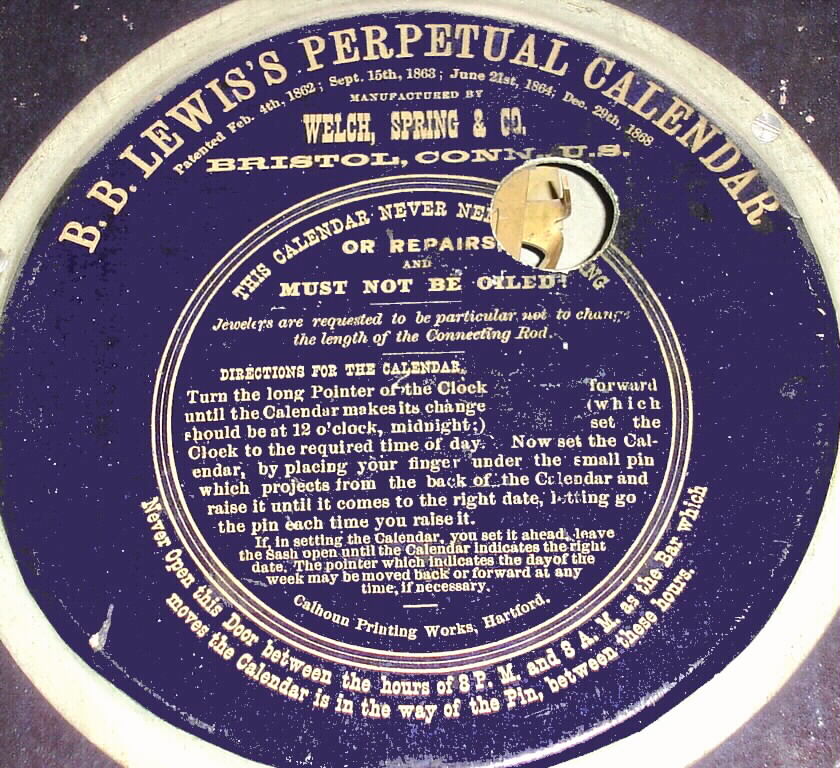 B. B. LEWIS'S PERPETUAL CALENDAR
Patented Feb. 4th, 1862; Sept. 15th, 1863; June 21st, 1864; Dec. 29th, 1868
MANUFACTURED BY
WELCH, SPRING & CO.
BRISTOL, CONN. U.S.
THIS CALENDAR NEVER
OR REPAIRS
AND
MUST NOT BE OILED!
Jewelers are requested to be particular not to change
the length of the Connecting Rod.
DIRECTIONS FOR THE CALENDAR.
Turn the long Pointer of the Clock forward
until the Calendar makes its change (which
should be at 12 o'clock, midnight;) set the
Clock to the required time of day. Now set the Cal-
endar, by placing your finger under the small pin
which projects from the back of the Calendar and
raise it until it comes to the right date, letting go
the pin each time you raise it.
If, in setting the Calendar, you set it ahead, leave
the Sash open until the Calendar indicates the right
date. The pointer which indicates the day of the
week may be moved back or forward at any
time, if necessary.
Calhoun Printing Works, Hartford.
Never Open this Door between the hours of 8 P. M. and 8 A. M. as the Bar which
moves the Calendar is in the way of the Pin, between these hours.